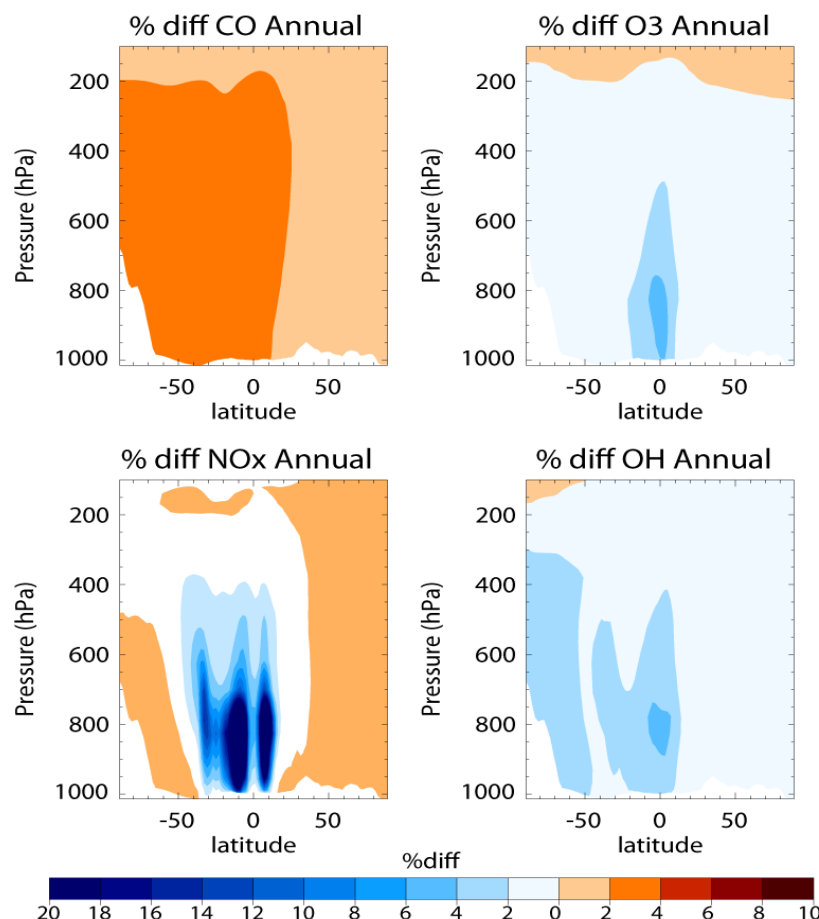 % diff CO Annual
% diff O3 Annual
Pressure (hPa)
200
400
600
800
1000
-50 0 50
latitude
Pressure (hPa)
200
400
600
800
1000
-50 0 50
latitude
% diff NOx Annual
% diff OH Annual
Pressure (hPa)
200
400
600
800
1000
-50 0 50
latitude
Pressure (hPa)
200
400
600
800
1000
-50 0 50
latitude
%diff
20 18 16 14 12 10 8 6 4 2 0 2 4 6 8 10